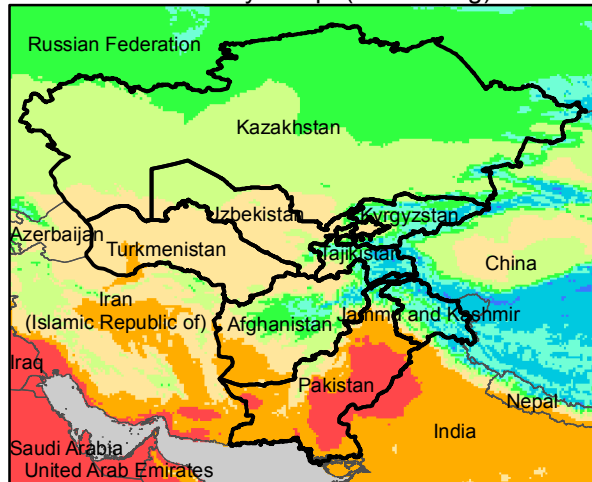 Russian Federation
Kazakhstan
Uzbekistan
Kyrgyzstan
Azerbaijan
Turkmenistan
Tajikistan
China
Iran
(Islamic Republic of)
Afghanistan
Jammu and Kashmir
Iraq
Pakistan
Nepal
India
Saudi Arabia
United Arab Emirates